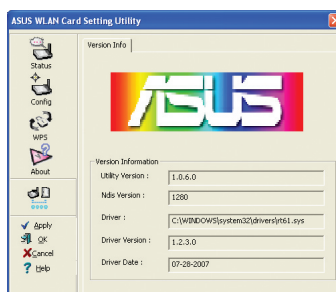 ASUS WLAN Card Setting Utility
Status
Config
WPS
About
Apply
OK
Cancel
Help
Version Info
ASUS
Version Information
Utility Version : 1.0.6.0
Ndis Version : 1280
Driver : C:\WINDOWS\system32\drivers\rt61.sys
Driver Version : 1.2.3.0
Driver Date : 07-28-2007